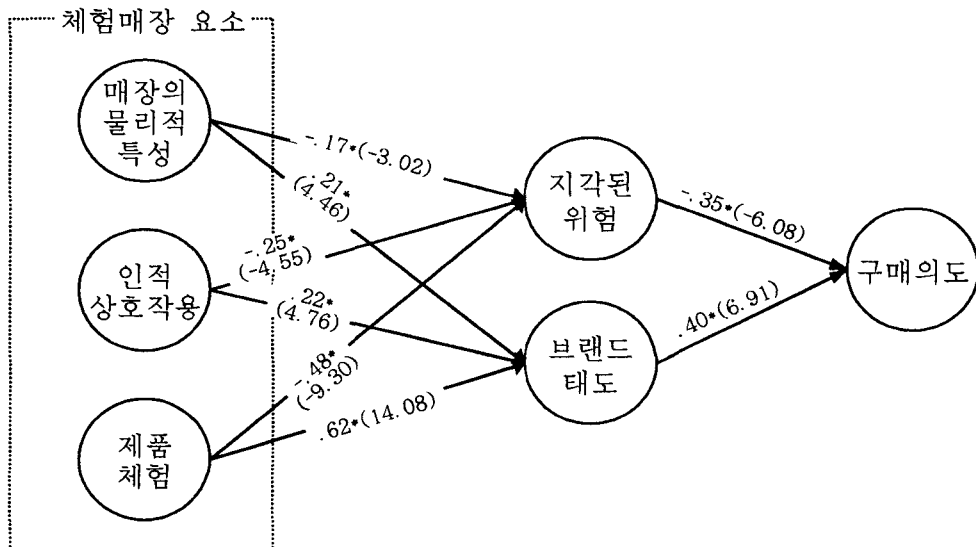 체험매장 요소
매장의
물리적
특성
-.17*(-3.02)
.21*
(4.46)
지각된
위험
-.35*(-6.08)
인적
상호작용
-.25*
(-4.55)
.22*
(4.76)
구매의도
.40*(6.91)
브랜드
태도
-.48*
(-9.30)
.62*(14.08)
제품
체험